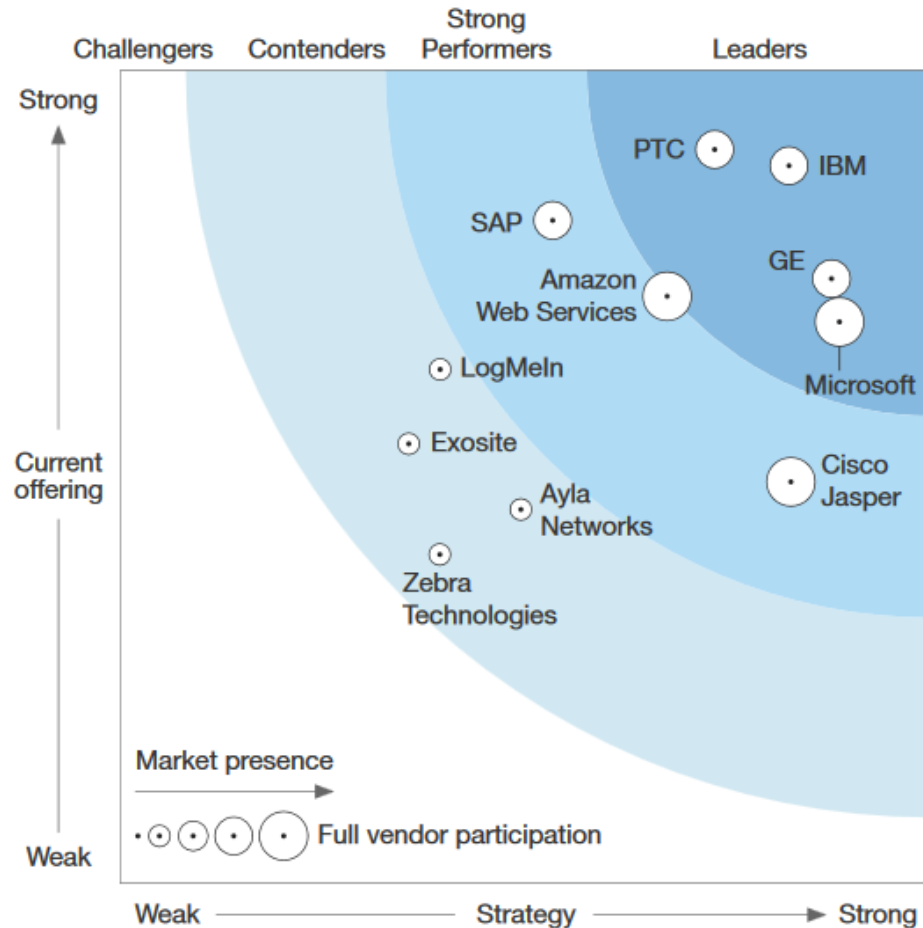 Challengers
Contenders
Strong
Performers
Leaders
Strong
PTC
IBM
SAP
GE
Amazon
Web Services
Microsoft
LogMeIn
Exosite
Current
offering
Cisco
Jasper
Ayla
Networks
Zebra
Technologies
Market presence
Full vendor participation
Weak
Weak
Strategy
Strong